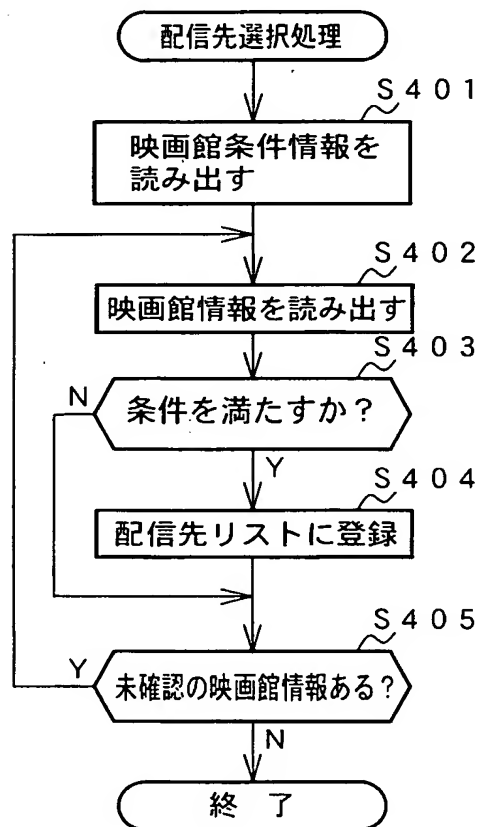 配信先選択処理
S401
映画館条件情報を
読み出す
S402
映画館情報を読み出す
S403
N
条件を満たすか？
Y
S404
配信先リストに登録
S405
Y
未確認の映画館情報ある？
N
終 了